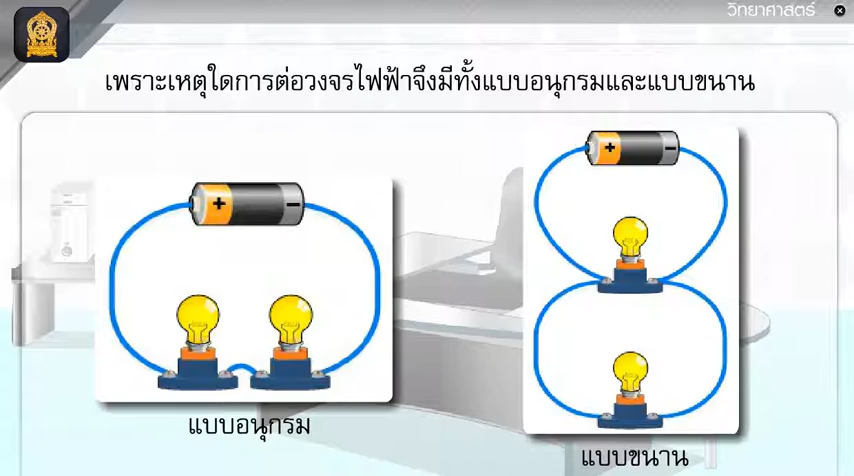 วิทยาศาสตร์
เพราะเหตุใดการต่อวงจรไฟฟ้าจึงมีทั้งแบบอนุกรมและแบบขนาน
+ −
+ −
แบบอนุกรม
แบบขนาน